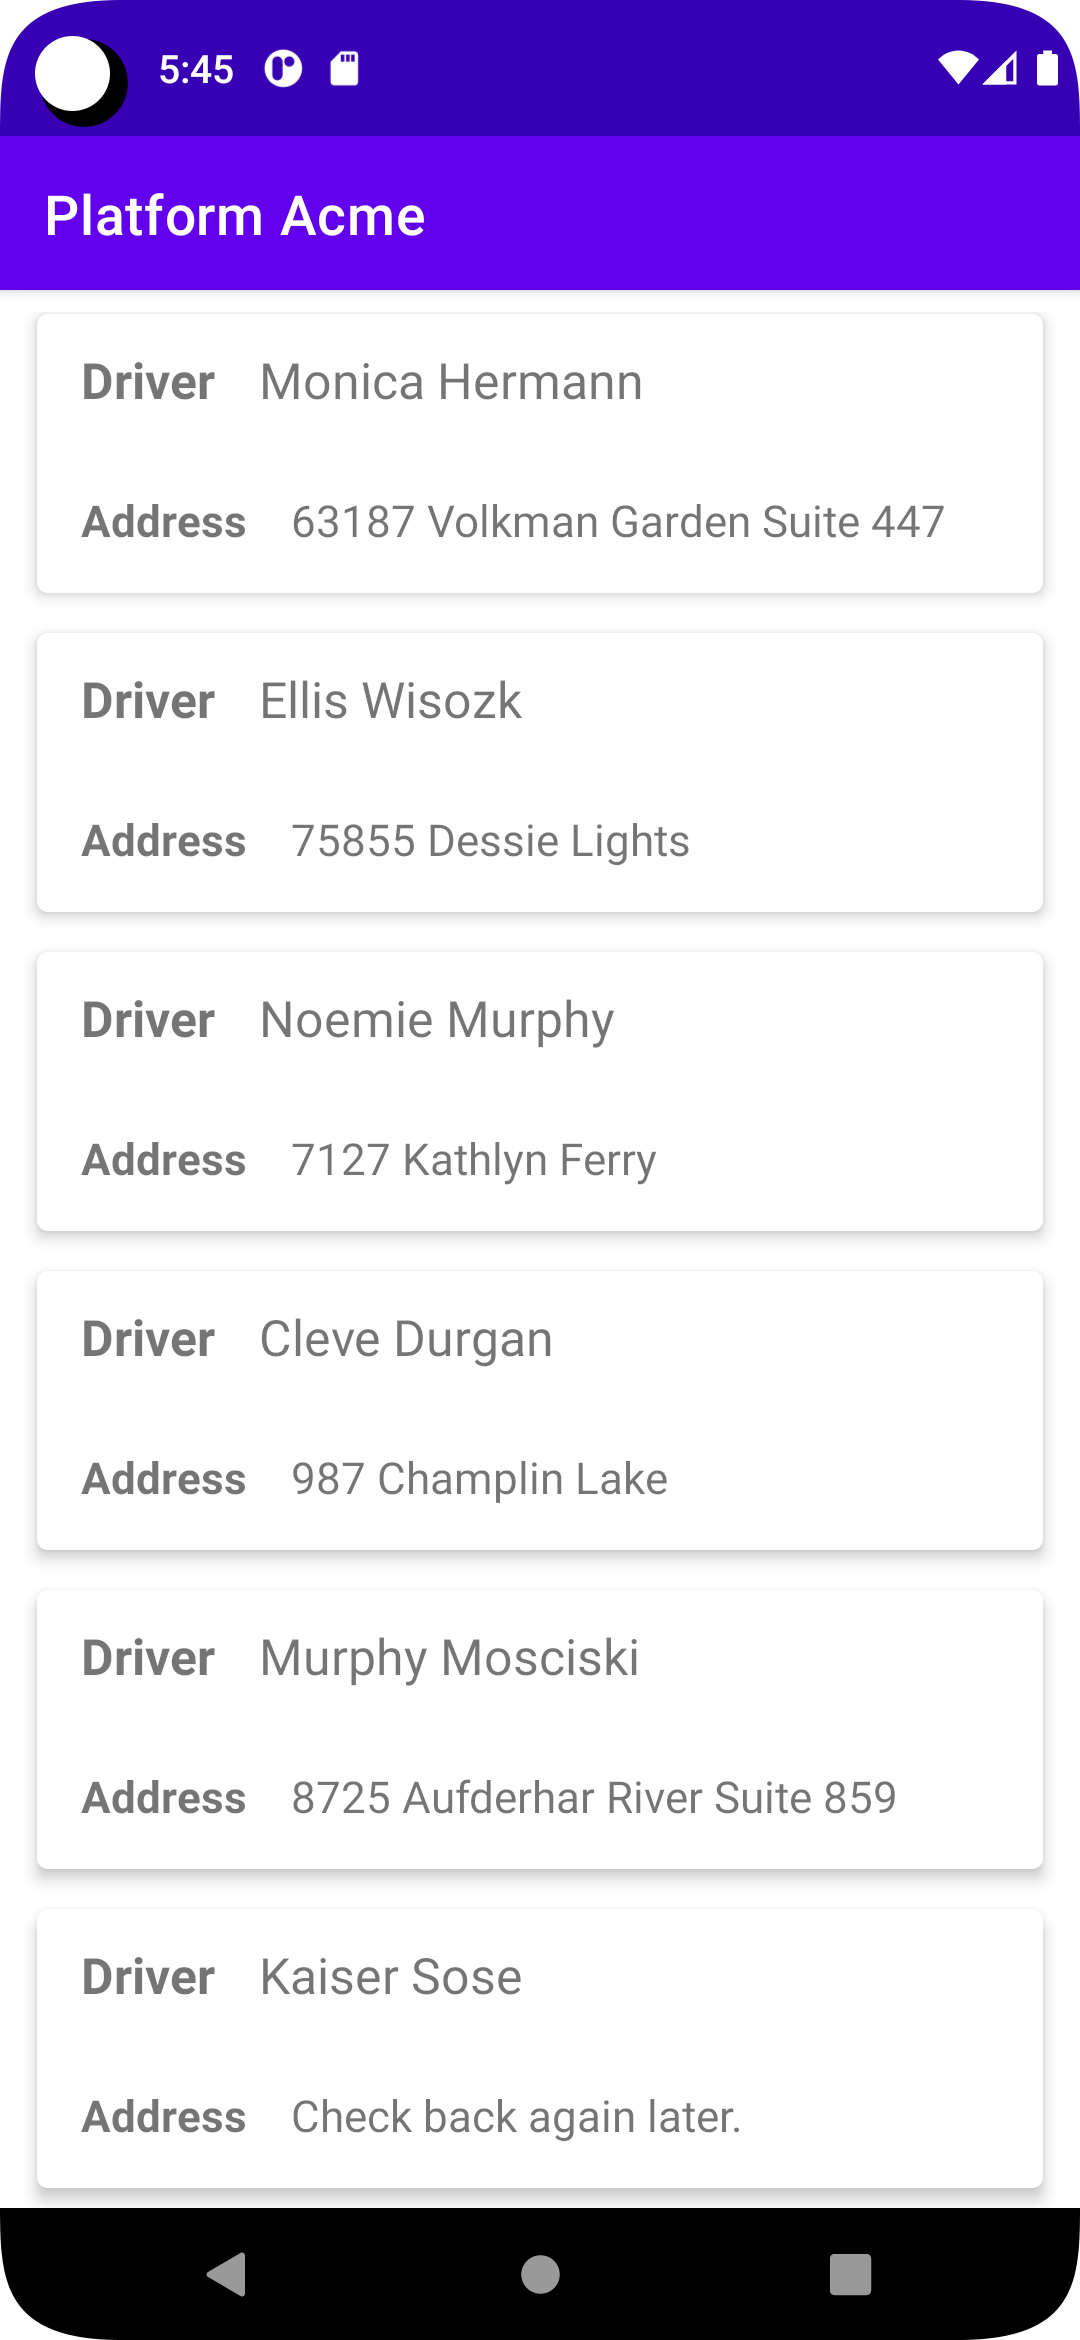 5:45
Platform Acme
Driver Monica Hermann
Address 63187 Volkman Garden Suite 447
Driver Ellis Wisozk
Address 75855 Dessie Lights
Driver Noemie Murphy
Address 7127 Kathlyn Ferry
Driver Cleve Durgan
Address 987 Champlin Lake
Driver Murphy Mosciski
Address 8725 Aufderhar River Suite 859
Driver Kaiser Sose
Address Check back again later.